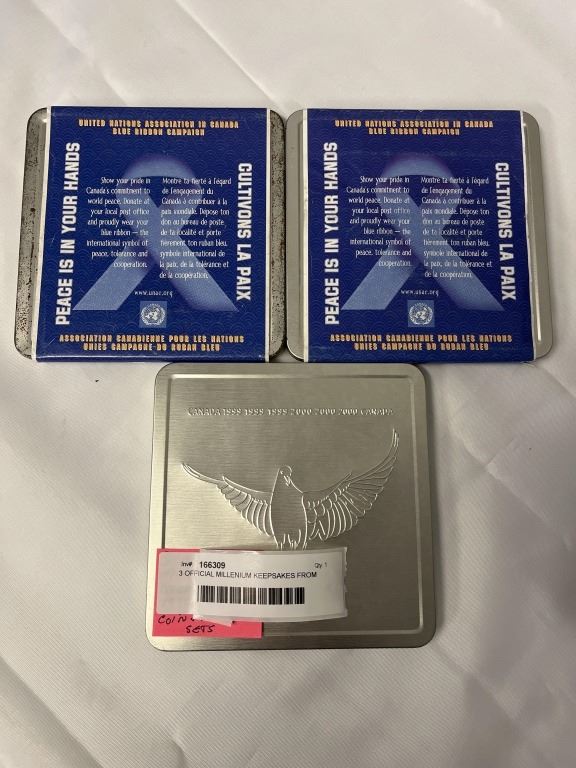 UNITED NATIONS ASSOCIATION IN CANADA
BLUE RIBBON CAMPAIGN
PEACE IS IN YOUR HANDS
Show your pride in
Canada's commitment to
world peace. Donate at
your local post office
and proudly wear your
blue ribbon — the
international symbol of
peace, tolerance and
cooperation.
Montre ta fierté à l'égard
de l'engagement du
Canada à contribuer à la
paix mondiale. Dépose ton
don au bureau de poste
de ta localité et porte
fièrement ton ruban bleu,
symbole international de
la paix, de la tolérance et
de la coopération.
CULTIVONS LA PAIX
www.unac.org
ASSOCIATION CANADIENNE POUR LES NATIONS
UNIES CAMPAGNE DU RUBAN BLEU
UNITED NATIONS ASSOCIATION IN CANADA
BLUE RIBBON CAMPAIGN
PEACE IS IN YOUR HANDS
Show your pride in
Canada's commitment to
world peace. Donate at
your local post office
and proudly wear your
blue ribbon — the
international symbol of
peace, tolerance and
cooperation.
Montre ta fierté à l'égard
de l'engagement du
Canada à contribuer à la
paix mondiale. Dépose ton
don au bureau de poste
de ta localité et porte
fièrement ton ruban bleu,
symbole international de
la paix, de la tolérance et
de la coopération.
CULTIVONS LA PAIX
www.unac.org
ASSOCIATION CANADIENNE POUR LES NATIONS
UNIES CAMPAGNE DU RUBAN BLEU
CANADA 1999 1999 1999 2000 2000 2000 CANADA
Inv#: 166309 Qty 1
3 OFFICIAL MILLENIUM KEEPSAKES FROM
COIN
SETS